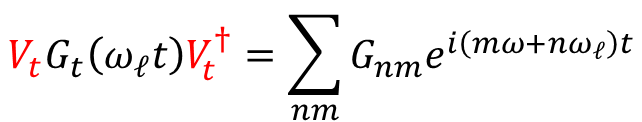 V_t G_t(ω_ℓ t)V_t^† = ∑_{nm} G_{nm} e^{i(mω+nω_ℓ)t}